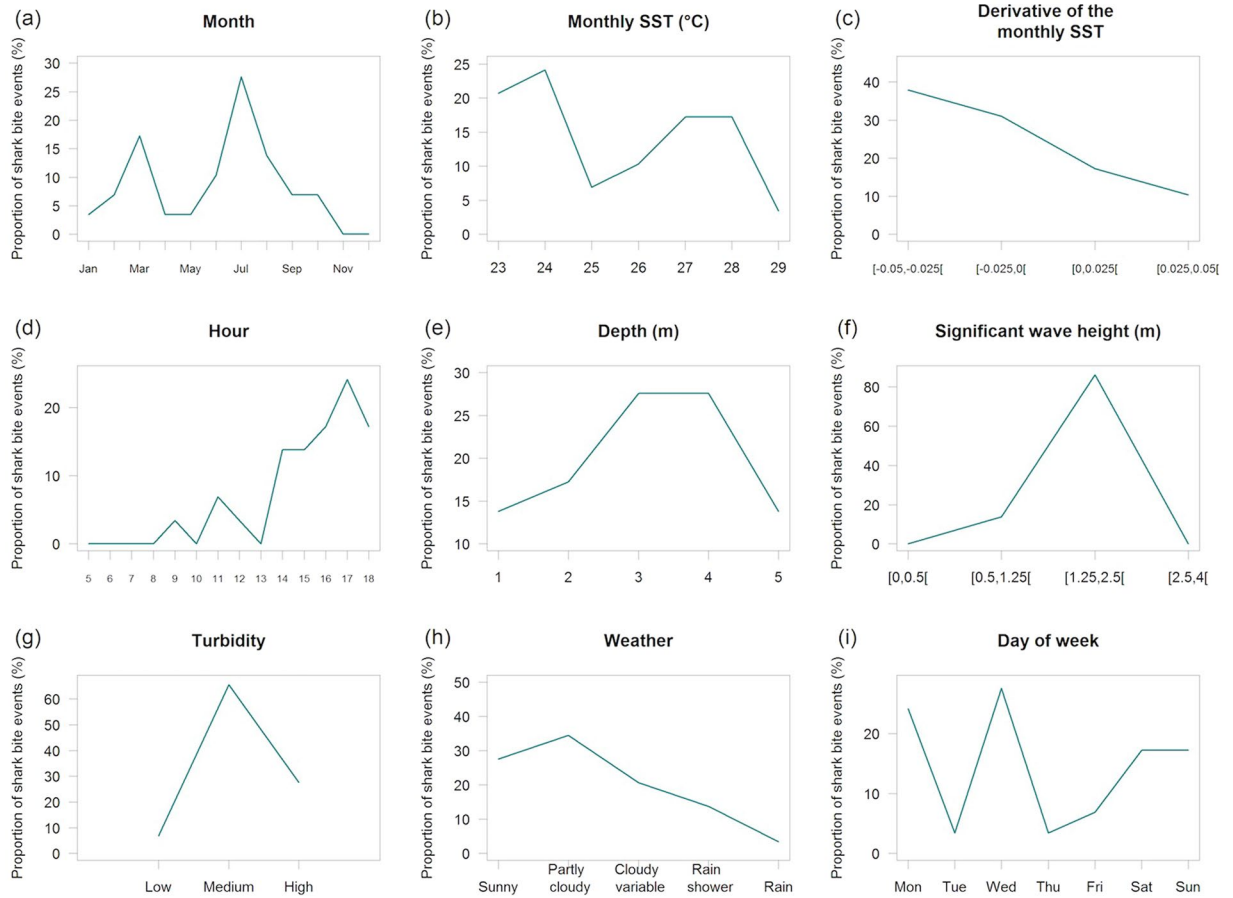 (a)
Month
Proportion of shark bite events (%)
30
25
20
15
10
5
0
Jan Mar May Jul Sep Nov
(b)
Monthly SST (°C)
Proportion of shark bite events (%)
25
20
15
10
5
0
23 24 25 26 27 28 29
(c)
Derivative of the
monthly SST
Proportion of shark bite events (%)
40
30
20
10
0
[-0.05,-0.025[ [-0.025,0[ [0,0.025[ [0.025,0.05[
(d)
Hour
Proportion of shark bite events (%)
20
10
0
5 6 7 8 9 10 11 12 13 14 15 16 17 18
(e)
Depth (m)
Proportion of shark bite events (%)
30
25
20
15
10
1 2 3 4 5
(f)
Significant wave height (m)
Proportion of shark bite events (%)
80
60
40
20
0
[0,0.5[ [0.5,1.25[ [1.25,2.5[ [2.5,4[
(g)
Turbidity
Proportion of shark bite events (%)
60
50
40
30
20
10
0
Low Medium High
(h)
Weather
Proportion of shark bite events (%)
50
40
30
20
10
0
Sunny
Partly
cloudy
Cloudy
variable
Rain
shower
Rain
(i)
Day of week
Proportion of shark bite events (%)
20
10
0
Mon Tue Wed Thu Fri Sat Sun